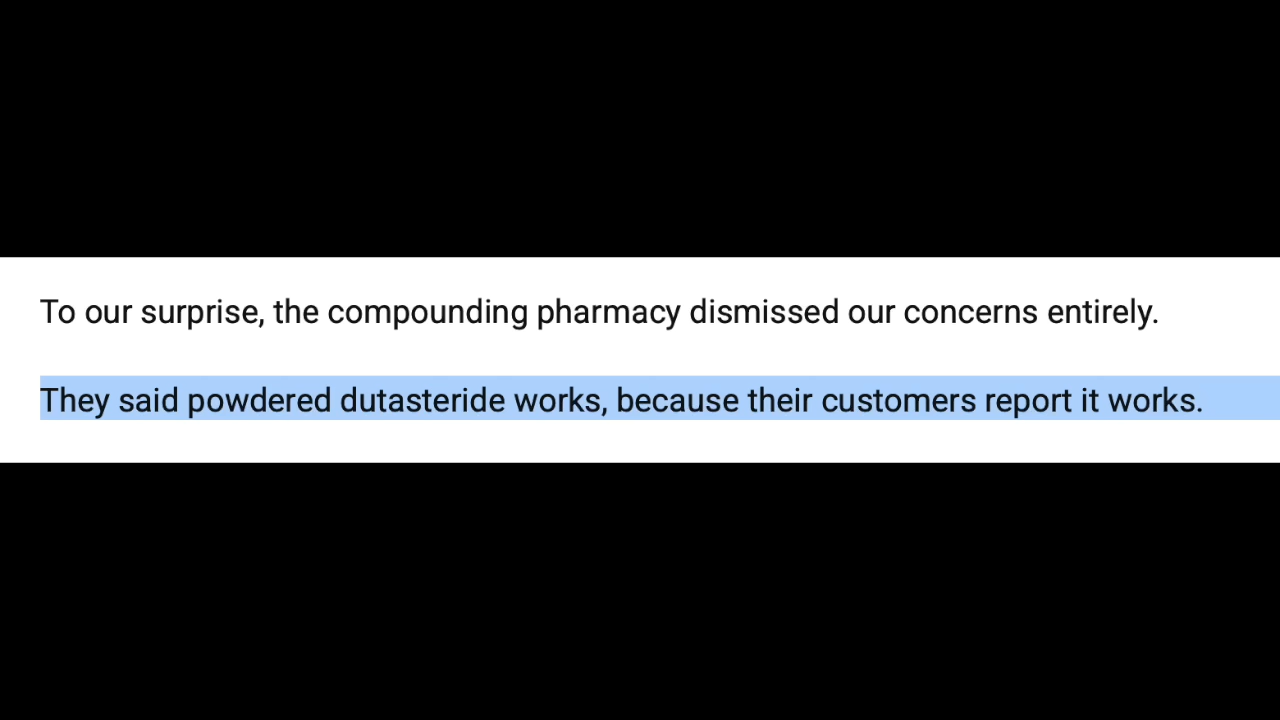 To our surprise, the compounding pharmacy dismissed our concerns entirely.
They said powdered dutasteride works, because their customers report it works.